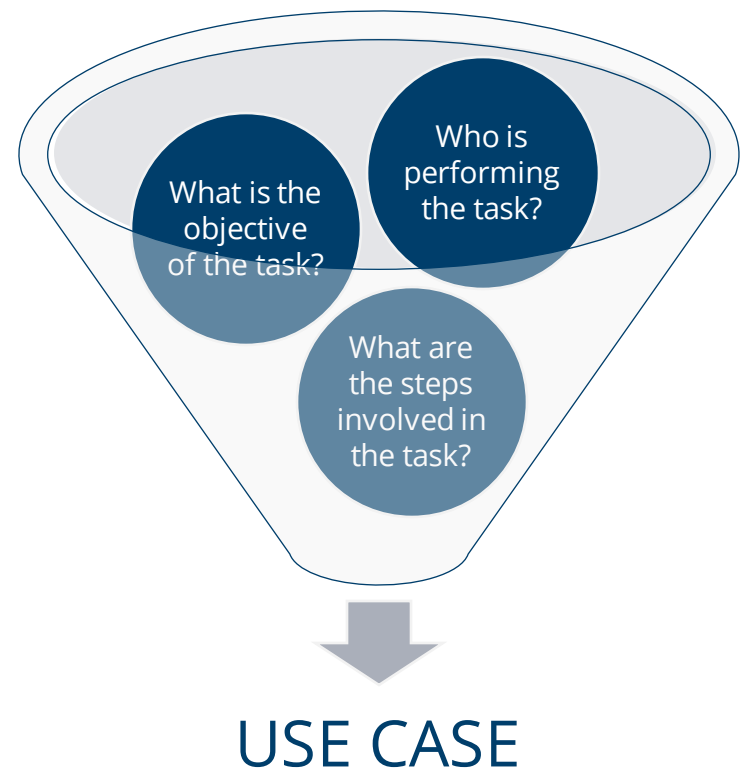 What is the
objective
of the task?
Who is
performing
the task?
What are
the steps
involved in
the task?
USE CASE